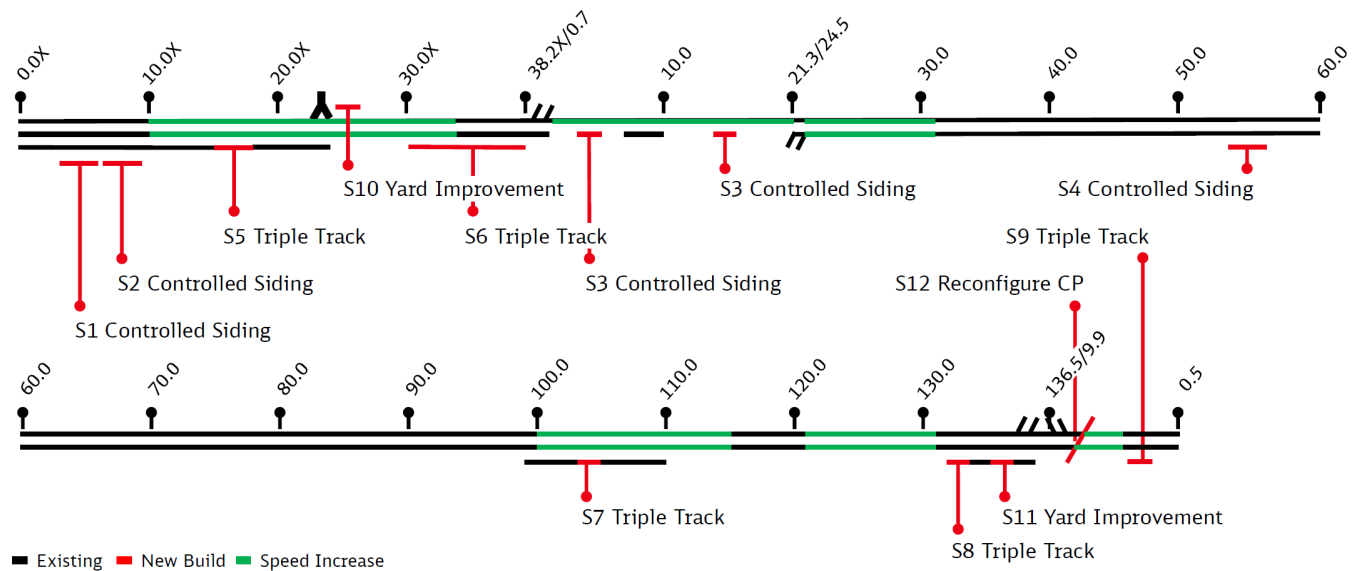 0.0X
10.0X
20.0X
30.0X
38.2X/0.7
10.0
21.3/24.5
30.0
40.0
50.0
60.0
S10 Yard Improvement
S3 Controlled Siding
S4 Controlled Siding
S5 Triple Track
S6 Triple Track
S9 Triple Track
S2 Controlled Siding
S3 Controlled Siding
S12 Reconfigure CP
S1 Controlled Siding
60.0
70.0
80.0
90.0
100.0
110.0
120.0
130.0
136.5/9.9
0.5
S7 Triple Track
S11 Yard Improvement
S8 Triple Track
Existing
New Build
Speed Increase